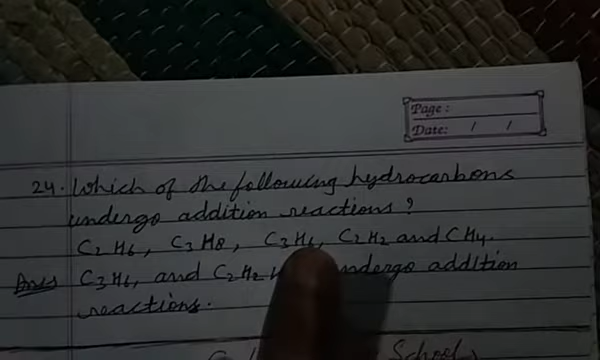 Page:
Date: / /
24. Which of the following hydrocarbons
undergo addition reactions?
C2H6, C3H8, C3H6, C2H2 and CH4.
Ans C3H6, and C2H2 undergo addition
reactions.
School,